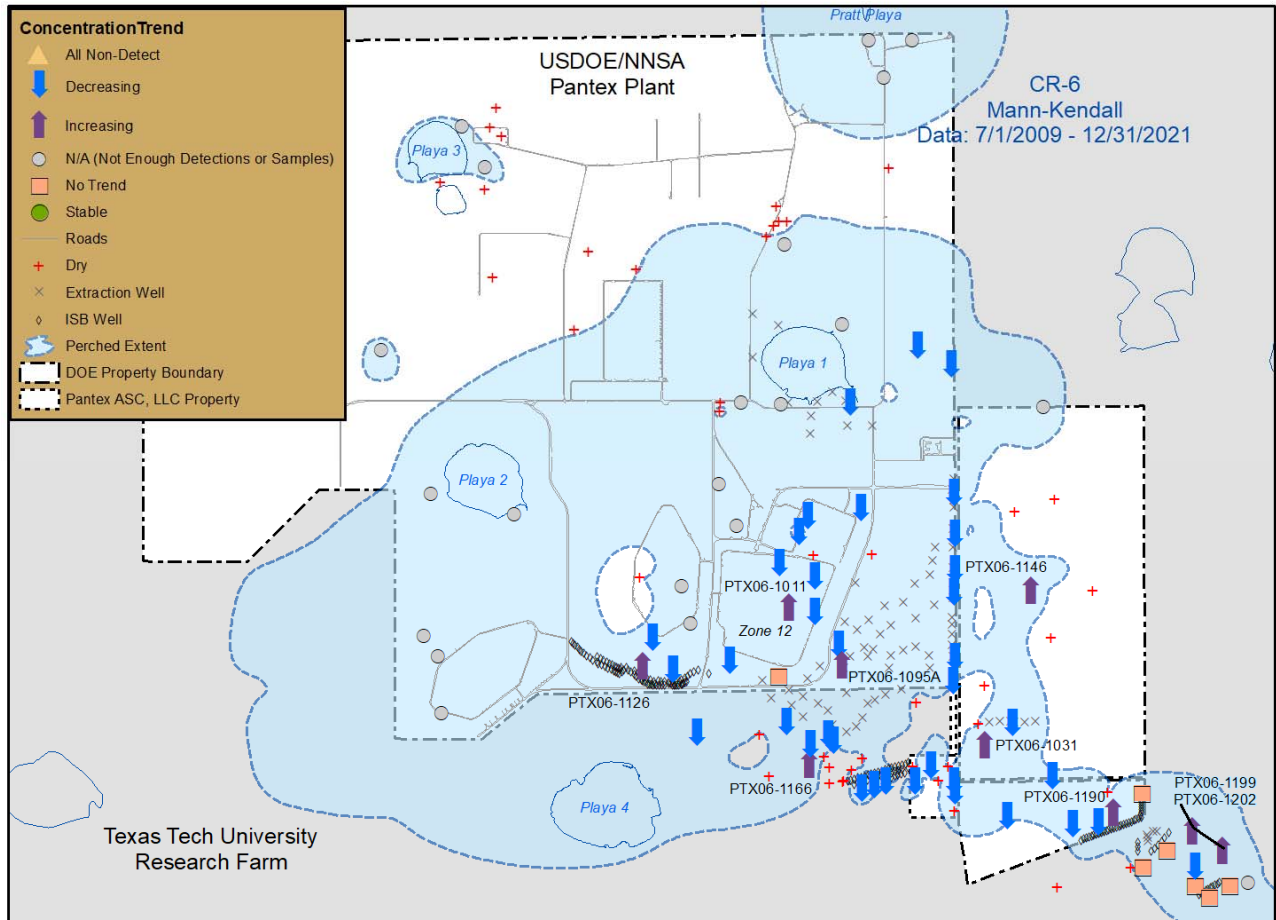 ConcentrationTrend
All Non-Detect
Decreasing
Increasing
N/A (Not Enough Detections or Samples)
No Trend
Stable
Roads
Dry
Extraction Well
ISB Well
Perched Extent
DOE Property Boundary
Pantex ASC, LLC Property
Pratt Playa
USDOE/NNSA
Pantex Plant
CR-6
Mann-Kendall
Data: 7/1/2009 - 12/31/2021
Playa 3
Playa 1
Playa 2
PTX06-1146
PTX06-1011
Zone 12
PTX06-1095A
PTX06-1126
PTX06-1031
PTX06-1166
PTX06-1190
PTX06-1199
PTX06-1202
Playa 4
Texas Tech University
Research Farm